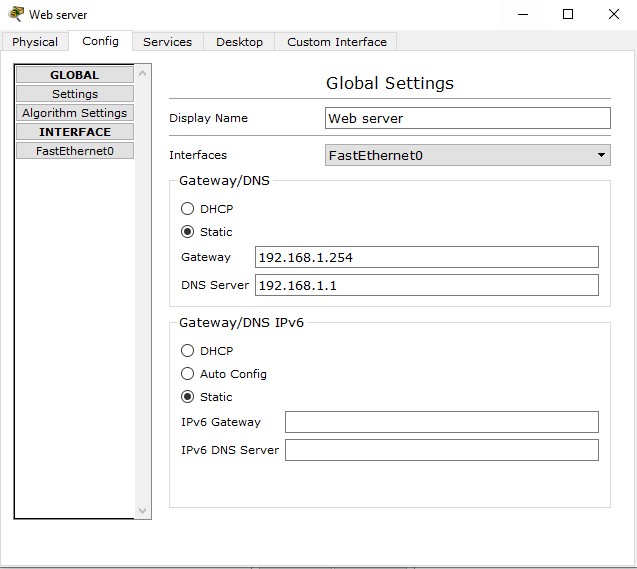 Web server
Physical Config Services Desktop Custom Interface
GLOBAL
Settings
Algorithm Settings
INTERFACE
FastEthernet0
Global Settings
Display Name Web server
Interfaces FastEthernet0
Gateway/DNS
DHCP
Static
Gateway 192.168.1.254
DNS Server 192.168.1.1
Gateway/DNS IPv6
DHCP
Auto Config
Static
IPv6 Gateway
IPv6 DNS Server